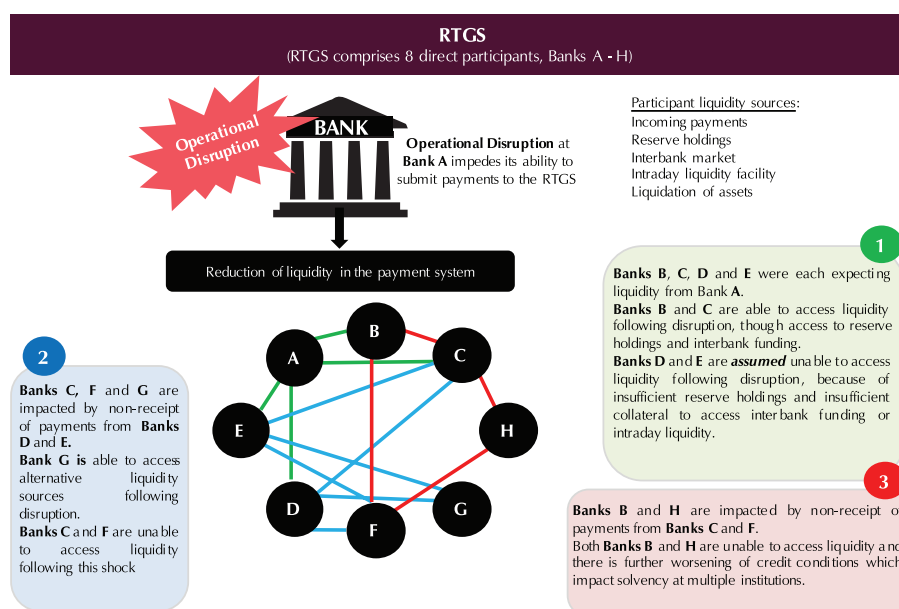 RTGS
(RTGS comprises 8 direct participants, Banks A - H)
Operational
Disruption
BANK
Operational Disruption at
Bank A impedes its ability to
submit payments to the RTGS
Participant liquidity sources:
Incoming payments
Reserve holdings
Interbank market
Intraday liquidity facility
Liquidation of assets
Reduction of liquidity in the payment system
1
Banks B, C, D and E were each expecting
liquidity from Bank A.
Banks B and C are able to access liquidity
following disruption, though access to reserve
holdings and interbank funding.
Banks D and E are assumed unable to access
liquidity following disruption, because of
insufficient reserve holdings and insufficient
collateral to access interbank funding or
intraday liquidity.
2
Banks C, F and G are
impacted by non-receipt
of payments from Banks
D and E.
Bank G is able to access
alternative liquidity
sources following
disruption.
Banks C and F are unable
to access liquidity
following this shock
B
A
C
E
H
D
G
F
3
Banks B and H are impacted by non-receipt of
payments from Banks C and F.
Both Banks B and H are unable to access liquidity and
there is further worsening of credit conditions which
impact solvency at multiple institutions.